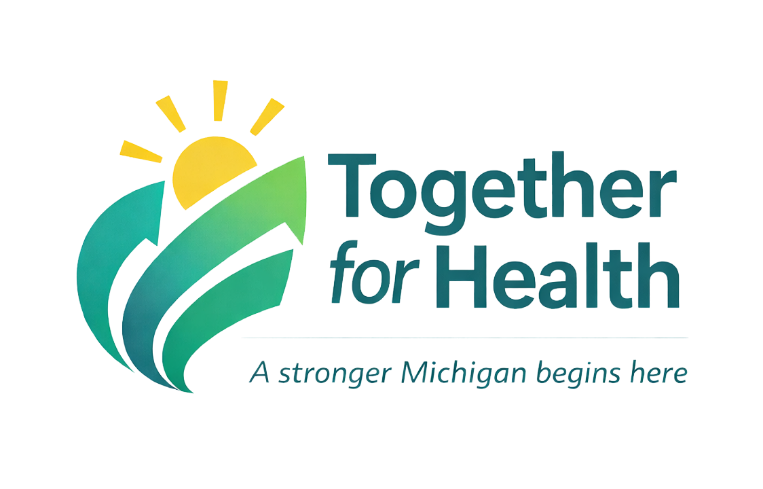 Together
for Health
A stronger Michigan begins here